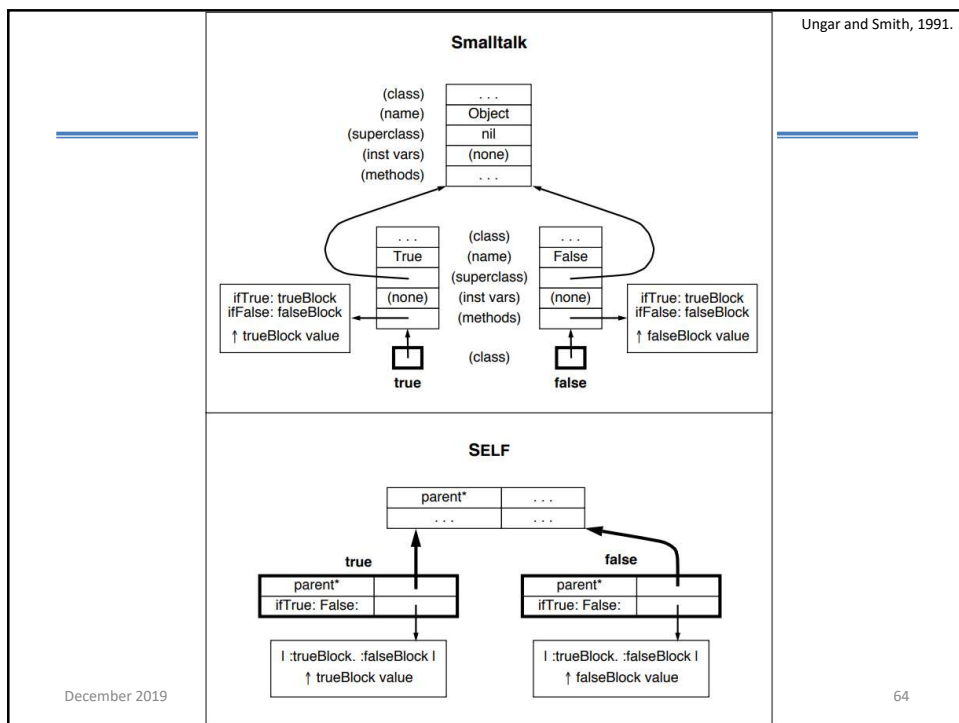 Ungar and Smith, 1991.
Smalltalk
(class) . . .
(name) Object
(superclass) nil
(inst vars) (none)
(methods) . . .
. . . (class) . . .
True (name) False
(superclass)
(none) (inst vars) (none)
(methods)
ifTrue: trueBlock
ifFalse: falseBlock
↑ trueBlock value
ifTrue: trueBlock
ifFalse: falseBlock
↑ falseBlock value
(class)
true false
SELF
parent* . . .
. . . . . .
true
parent*
ifTrue: False:
| :trueBlock. :falseBlock |
↑ trueBlock value
false
parent*
ifTrue: False:
| :trueBlock. :falseBlock |
↑ falseBlock value
December 2019
64